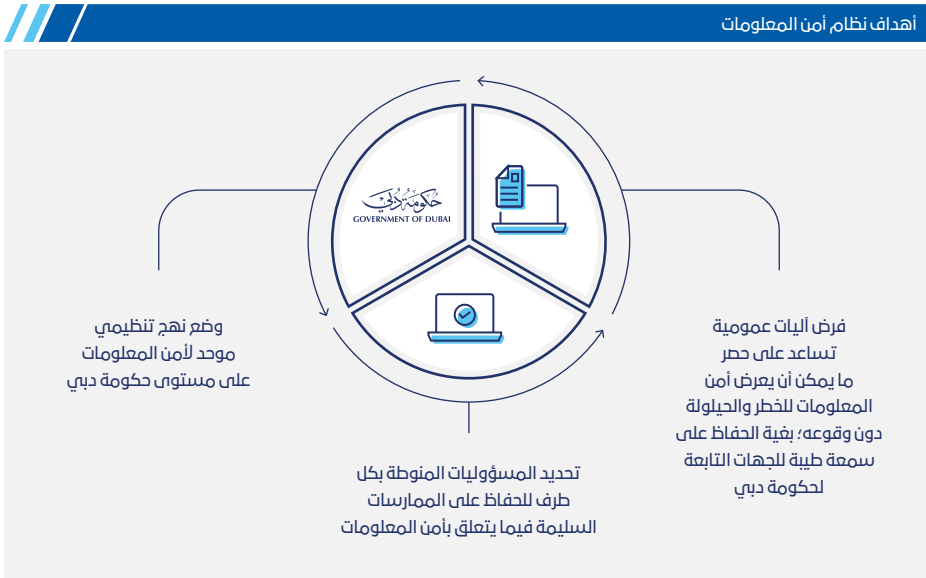 أهداف نظام أمن المعلومات
حكومة دبي
GOVERNMENT OF DUBAI
فرض آليات عمومية
تساعد على حصر
ما يمكن أن يعرض أمن
المعلومات للخطر والحيلولة
دون وقوعه؛ بغية الحفاظ على
سمعة طيبة للجهات التابعة
لحكومة دبي
تحديد المسؤوليات المنوطة بكل
طرف للحفاظ على الممارسات
السليمة فيما يتعلق بأمن المعلومات
وضع نهج تنظيمي
موحد لأمن المعلومات
على مستوى حكومة دبي